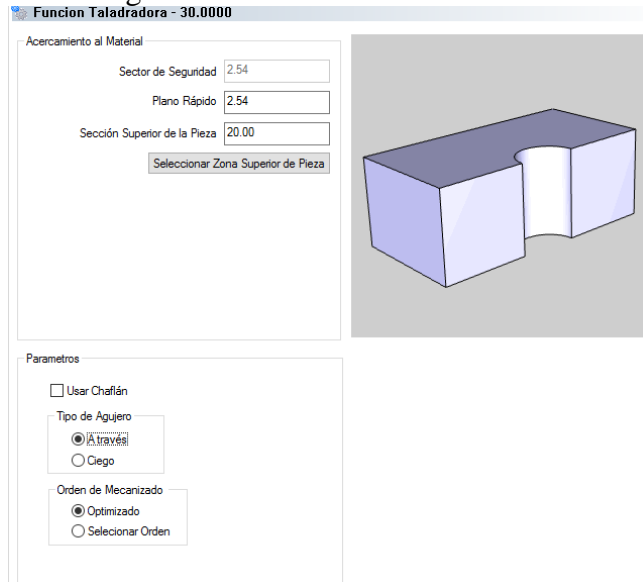 Funcion Taladradora - 30.0000
Acercamiento al Material
Sector de Seguridad 2.54
Plano Rápido 2.54
Sección Superior de la Pieza 20.00
Seleccionar Zona Superior de Pieza
Parametros
Usar Chaflán
Tipo de Agujero
A través
Ciego
Orden de Mecanizado
Optimizado
Selecionar Orden